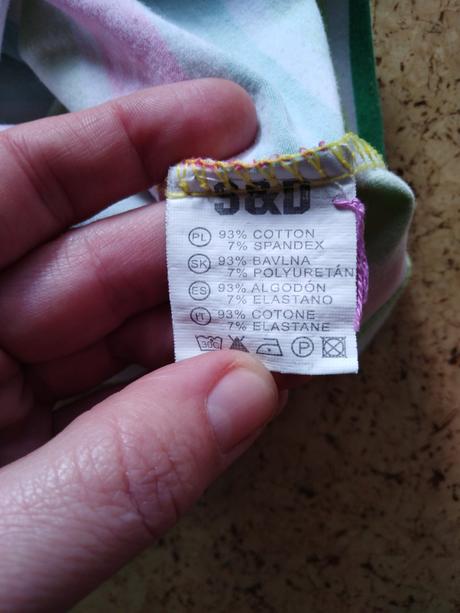 S&D
PL 93% COTTON
7% SPANDEX
SK 93% BAVLNA
7% POLYURETÁN
ES 93% ALGODÓN
7% ELASTANO
IT 93% COTONE
7% ELASTANE
30C P